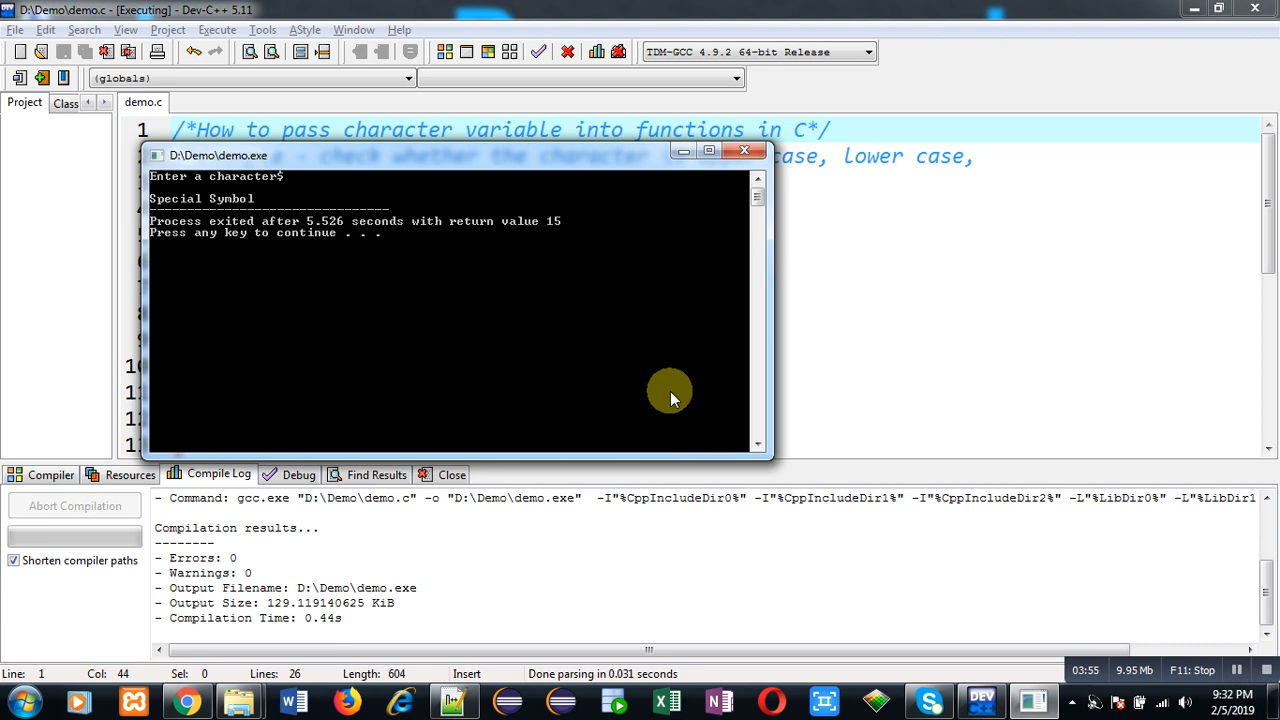 D:\Demo\demo.c - [Executing] - Dev-C++ 5.11
File Edit Search View Project Execute Tools AStyle Window Help
TDM-GCC 4.9.2 64-bit Release
(globals)
Project Class demo.c
1 /*How to pass character variable into functions in C*/
check whether the character case, lower case,
D:\Demo\demo.exe
Enter a character$
Special Symbol
--------------------------------
Process exited after 5.526 seconds with return value 15
Press any key to continue . . .
10
11
12
Compiler Resources Compile Log Debug Find Results Close
Abort Compilation
Shorten compiler paths
- Command: gcc.exe "D:\Demo\demo.c" -o "D:\Demo\demo.exe" -I"%CppIncludeDir0%" -I"%CppIncludeDir1%" -I"%CppIncludeDir2%" -L"%LibDir0%" -L"%LibDir1
Compilation results...
--------
- Errors: 0
- Warnings: 0
- Output Filename: D:\Demo\demo.exe
- Output Size: 129.119140625 KiB
- Compilation Time: 0.44s
Line: 1 Col: 44 Sel: 0 Lines: 26 Length: 604 Insert Done parsing in 0.031 seconds
03:55 9.95 Mb F11: Stop
9:32 PM
2/5/2019